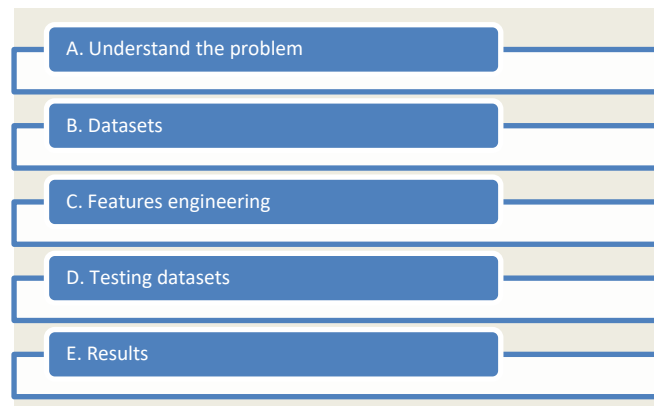 A. Understand the problem
B. Datasets
C. Features engineering
D. Testing datasets
E. Results